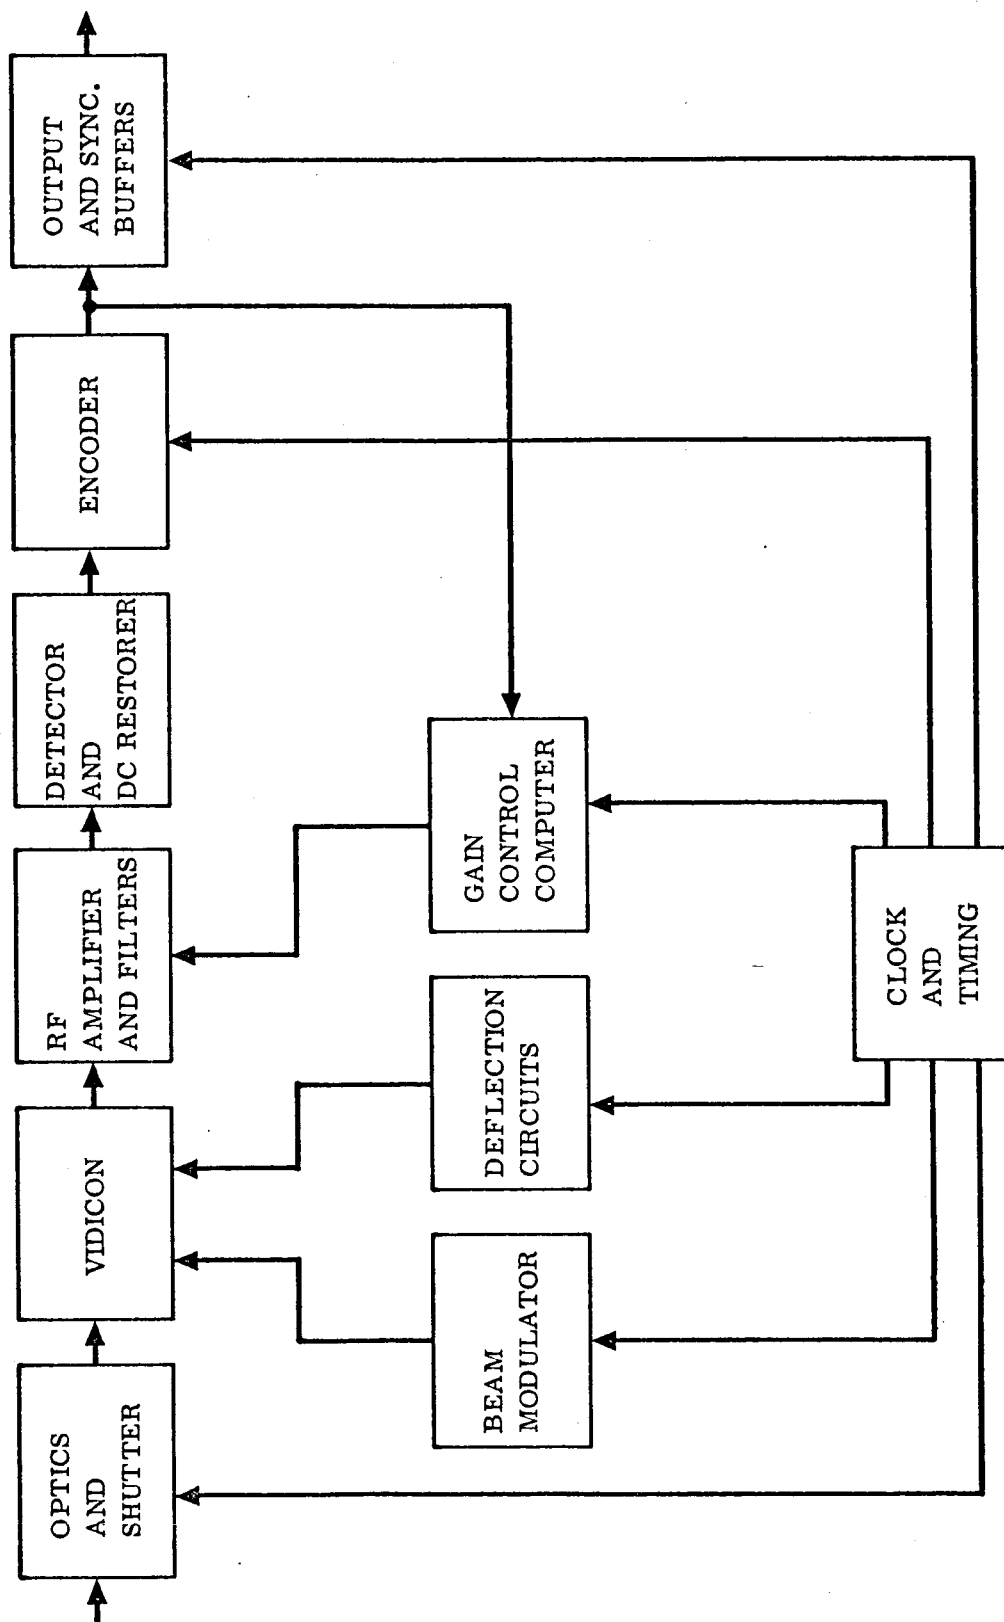 OPTICS
AND
SHUTTER
VIDICON
RF
AMPLIFIER
AND FILTERS
DETECTOR
AND
DC RESTORER
ENCODER
OUTPUT
AND SYNC.
BUFFERS
BEAM
MODULATOR
DEFLECTION
CIRCUITS
GAIN
CONTROL
COMPUTER
CLOCK
AND
TIMING